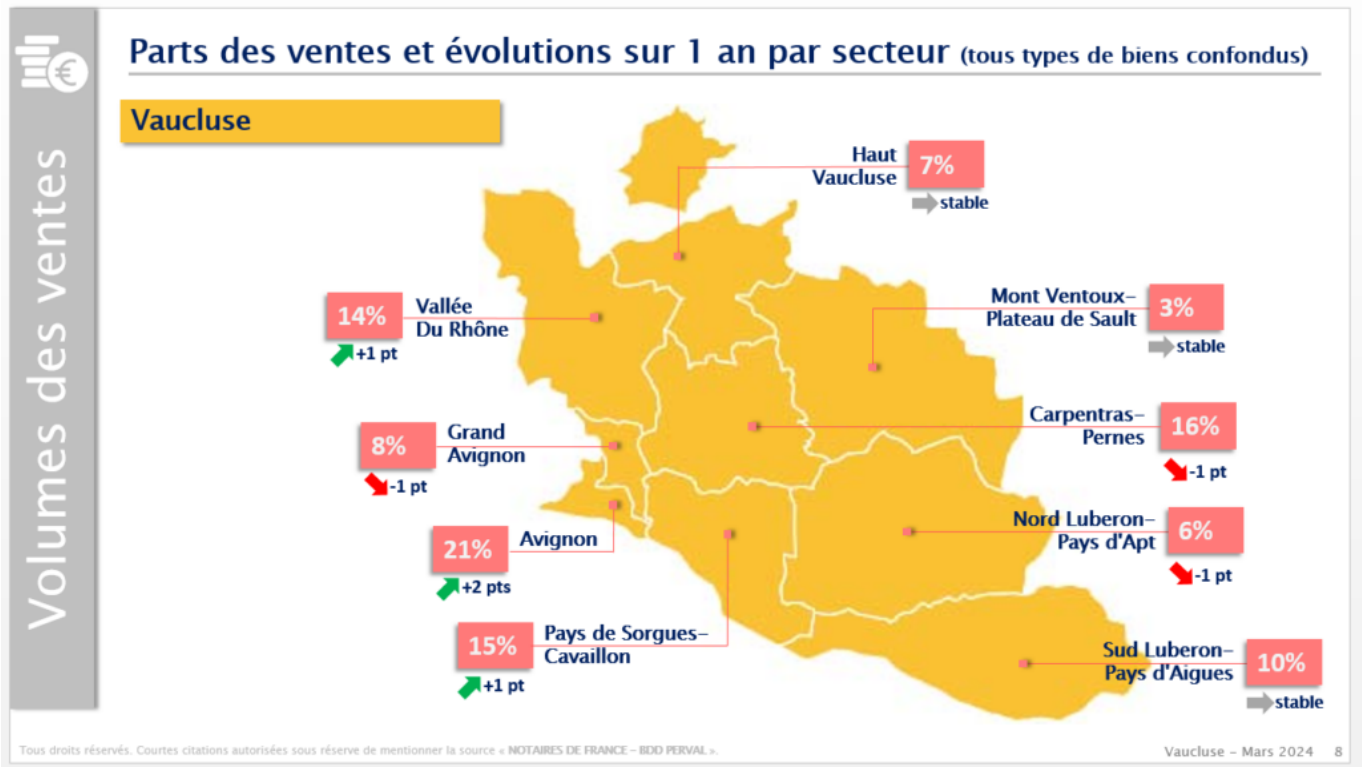 Volumes des ventes
Parts des ventes et évolutions sur 1 an par secteur (tous types de biens confondus)
Vaucluse
Haut
Vaucluse
7%
stable
Vallée
Du Rhône
14%
+1 pt
Mont Ventoux–
Plateau de Sault
3%
stable
Grand
Avignon
8%
-1 pt
Carpentras–
Pernes
16%
-1 pt
Avignon
21%
+2 pts
Nord Luberon–
Pays d'Apt
6%
-1 pt
Pays de Sorgues–
Cavaillon
15%
+1 pt
Sud Luberon–
Pays d'Aigues
10%
stable
Tous droits réservés. Courtes citations autorisées sous réserve de mentionner la source « NOTAIRES DE FRANCE – BDD PERVAL ».
Vaucluse – Mars 2024 8